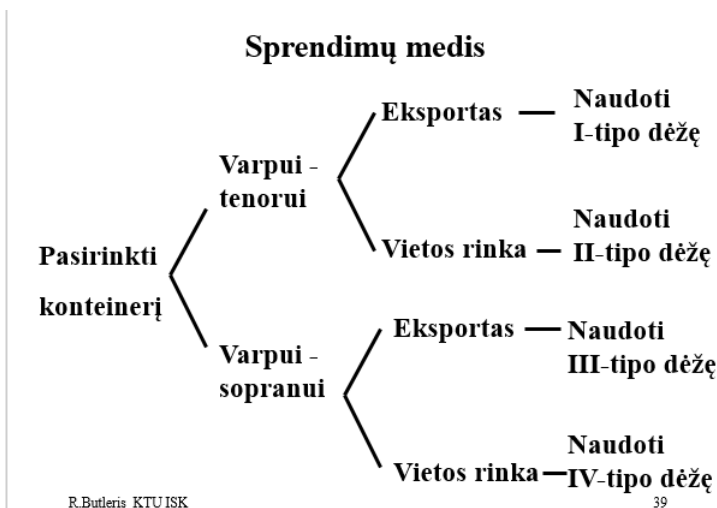 Sprendimų medis
Eksportas
Naudoti
I-tipo dėžę
Varpui -
tenorui
Vietos rinka
Naudoti
II-tipo dėžę
Pasirinkti
konteinerį
Varpui -
sopranui
Eksportas
Naudoti
III-tipo dėžę
Vietos rinka
Naudoti
IV-tipo dėžę
R.Butleris KTU ISK
39